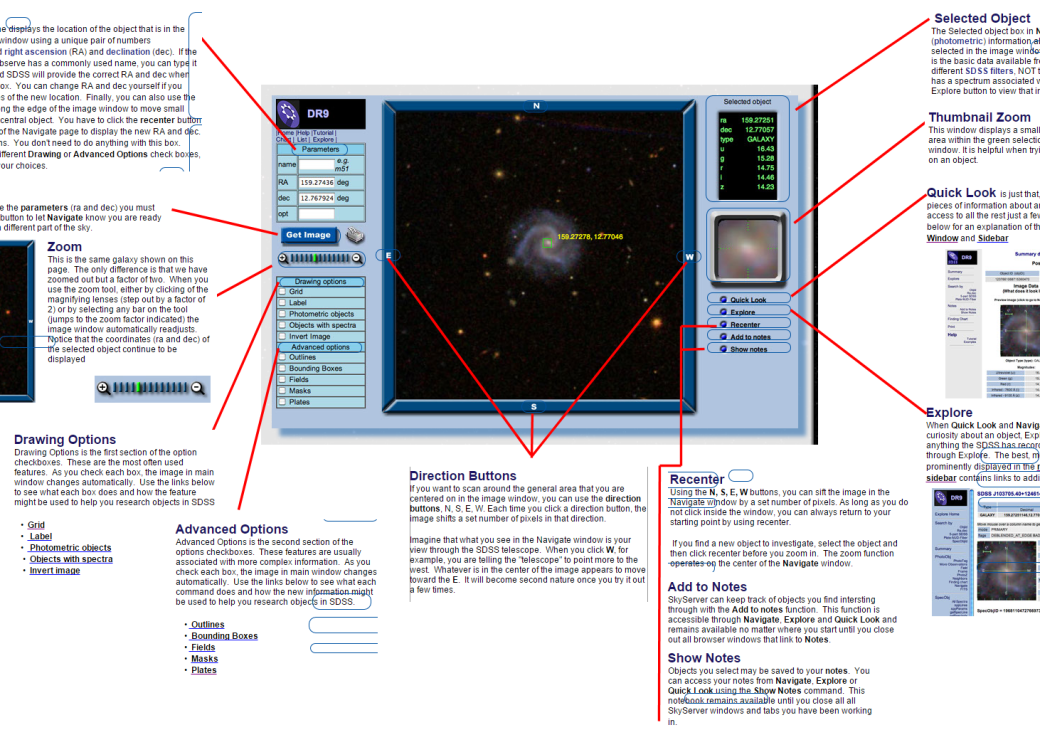 e displays the location of the object that is in the
window using a unique pair of numbers
d right ascension (RA) and declination (dec). If the
bserve has a commonly used name, you can type it
d SDSS will provide the correct RA and dec when
ox. You can change RA and dec yourself if you
s of the new location. Finally, you can also use the
ng the edge of the image window to move small
central object. You have to click the recenter button
of the Navigate page to display the new RA and dec.
ns. You don't need to do anything with this box.
ifferent Drawing or Advanced Options check boxes,
our choices.
e the parameters (ra and dec) you must
button to let Navigate know you are ready
n different part of the sky.
Zoom
This is the same galaxy shown on this
page. The only difference is that we have
zoomed out but a factor of two. When you
use the zoom tool, either by clicking of the
magnifying lenses (step out by a factor of
2) or by selecting any bar on the tool
(jumps to the zoom factor indicated) the
image window automatically readjusts.
Notice that the coordinates (ra and dec) of
the selected object continue to be
displayed
Drawing Options
Drawing Options is the first section of the option
checkboxes. These are the most often used
features. As you check each box, the image in main
window changes automatically. Use the links below
to see what each box does and how the feature
might be used to help you research objects in SDSS
• Grid
• Label
• Photometric objects
• Objects with spectra
• Invert image
Advanced Options
Advanced Options is the second section of the
options checkboxes. These features are usually
associated with more complex information. As you
check each box, the image in main window changes
automatically. Use the links below to see what each
command does and how the new information might
be used to help you research objects in SDSS.
• Outlines
• Bounding Boxes
• Fields
• Masks
• Plates
DR9
Home |Help |Tutorial |
Chart | List | Explore |
Parameters
name e.g. m51
RA 159.27436 deg
dec 12.767924 deg
opt
Get Image
Drawing options
Grid
Label
Photometric objects
Objects with spectra
Invert Image
Advanced options
Outlines
Bounding Boxes
Fields
Masks
Plates
N
E
W
S
159.27278, 12.77046
Selected object
ra 159.27251
dec 12.77057
type GALAXY
u 16.43
g 15.28
r 14.75
i 14.46
z 14.23
Quick Look
Explore
Recenter
Add to notes
Show notes
Direction Buttons
If you want to scan around the general area that you are
centered on in the image window, you can use the direction
buttons, N, S, E, W. Each time you click a direction button, the
image shifts a set number of pixels in that direction.
Imagine that what you see in the Navigate window is your
view through the SDSS telescope. When you click W, for
example, you are telling the "telescope" to point more to the
west. Whatever is in the center of the image appears to move
toward the E. It will become second nature once you try it out
a few times.
Recenter
Using the N, S, E, W buttons, you can sift the image in the
Navigate window by a set number of pixels. As long as you do
not click inside the window, you can always return to your
starting point by using recenter.
If you find a new object to investigate, select the object and
then click recenter before you zoom in. The zoom function
operates on the center of the Navigate window.
Add to Notes
SkyServer can keep track of objects you find intersting
through with the Add to notes function. This function is
accessible through Navigate, Explore and Quick Look and
remains available no matter where you start until you close
out all browser windows that link to Notes.
Show Notes
Objects you select may be saved to your notes. You
can access your notes from Navigate, Explore or
Quick Look using the Show Notes command. This
notebook remains available until you close all all
SkyServer windows and tabs you have been working
in.
Selected Object
The Selected object box in N
(photometric) information
selected in the image window
is the basic data available fr
different SDSS filters, NOT t
has a spectrum associated w
Explore button to view that in
Thumbnail Zoom
This window displays a small
area within the green selectio
window. It is helpful when tryi
on an object.
Quick Look is just that,
pieces of information about an
access to all the rest just a few
below for an explanation of th
Window and Sidebar
DR9
Summary d
Summary
Explore
Image Data
(What does it look l
Finding Chart
Print
Help
Explore
When Quick Look and Naviga
curiosity about an object, Exp
anything the SDSS has record
through Explore. The best, m
prominently displayed in the
sidebar contains links to addi
DR9
SDSS J103705.40+12461
Explore Home
Summary
PhotoObj
SpecObj